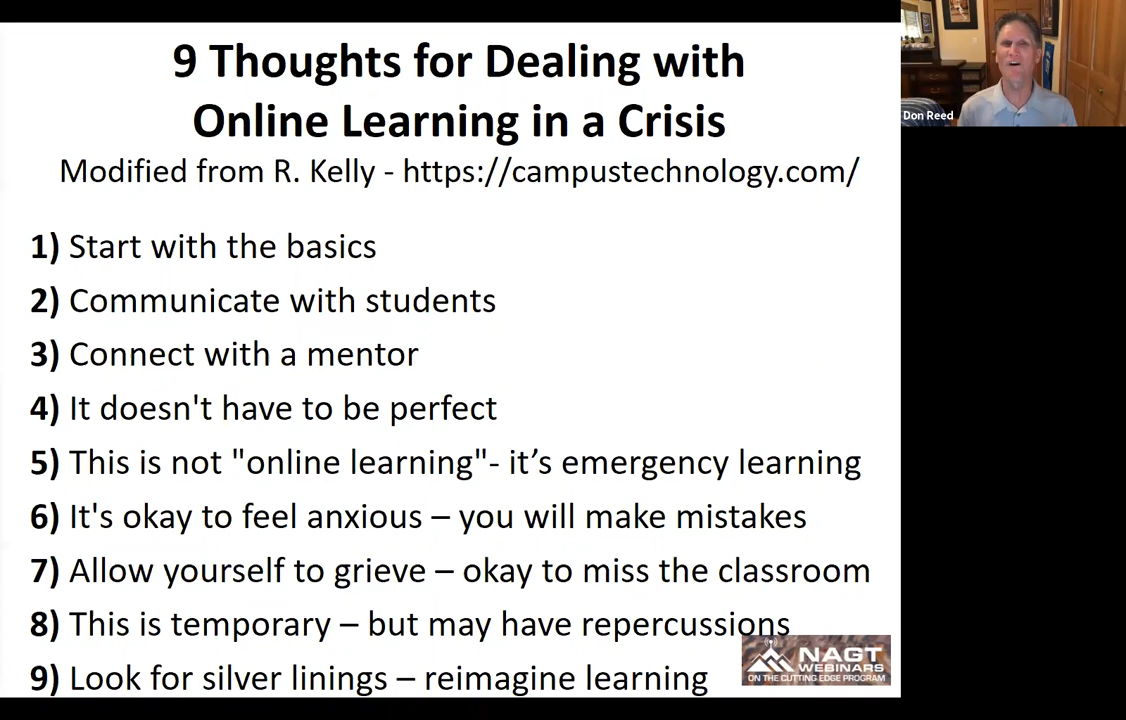 9 Thoughts for Dealing with
Online Learning in a Crisis
Modified from R. Kelly - https://campustechnology.com/
1) Start with the basics
2) Communicate with students
3) Connect with a mentor
4) It doesn't have to be perfect
5) This is not "online learning"- it’s emergency learning
6) It's okay to feel anxious – you will make mistakes
7) Allow yourself to grieve – okay to miss the classroom
8) This is temporary – but may have repercussions
9) Look for silver linings – reimagine learning
NAGT
WEBINARS
ON THE CUTTING EDGE PROGRAM
Don Reed